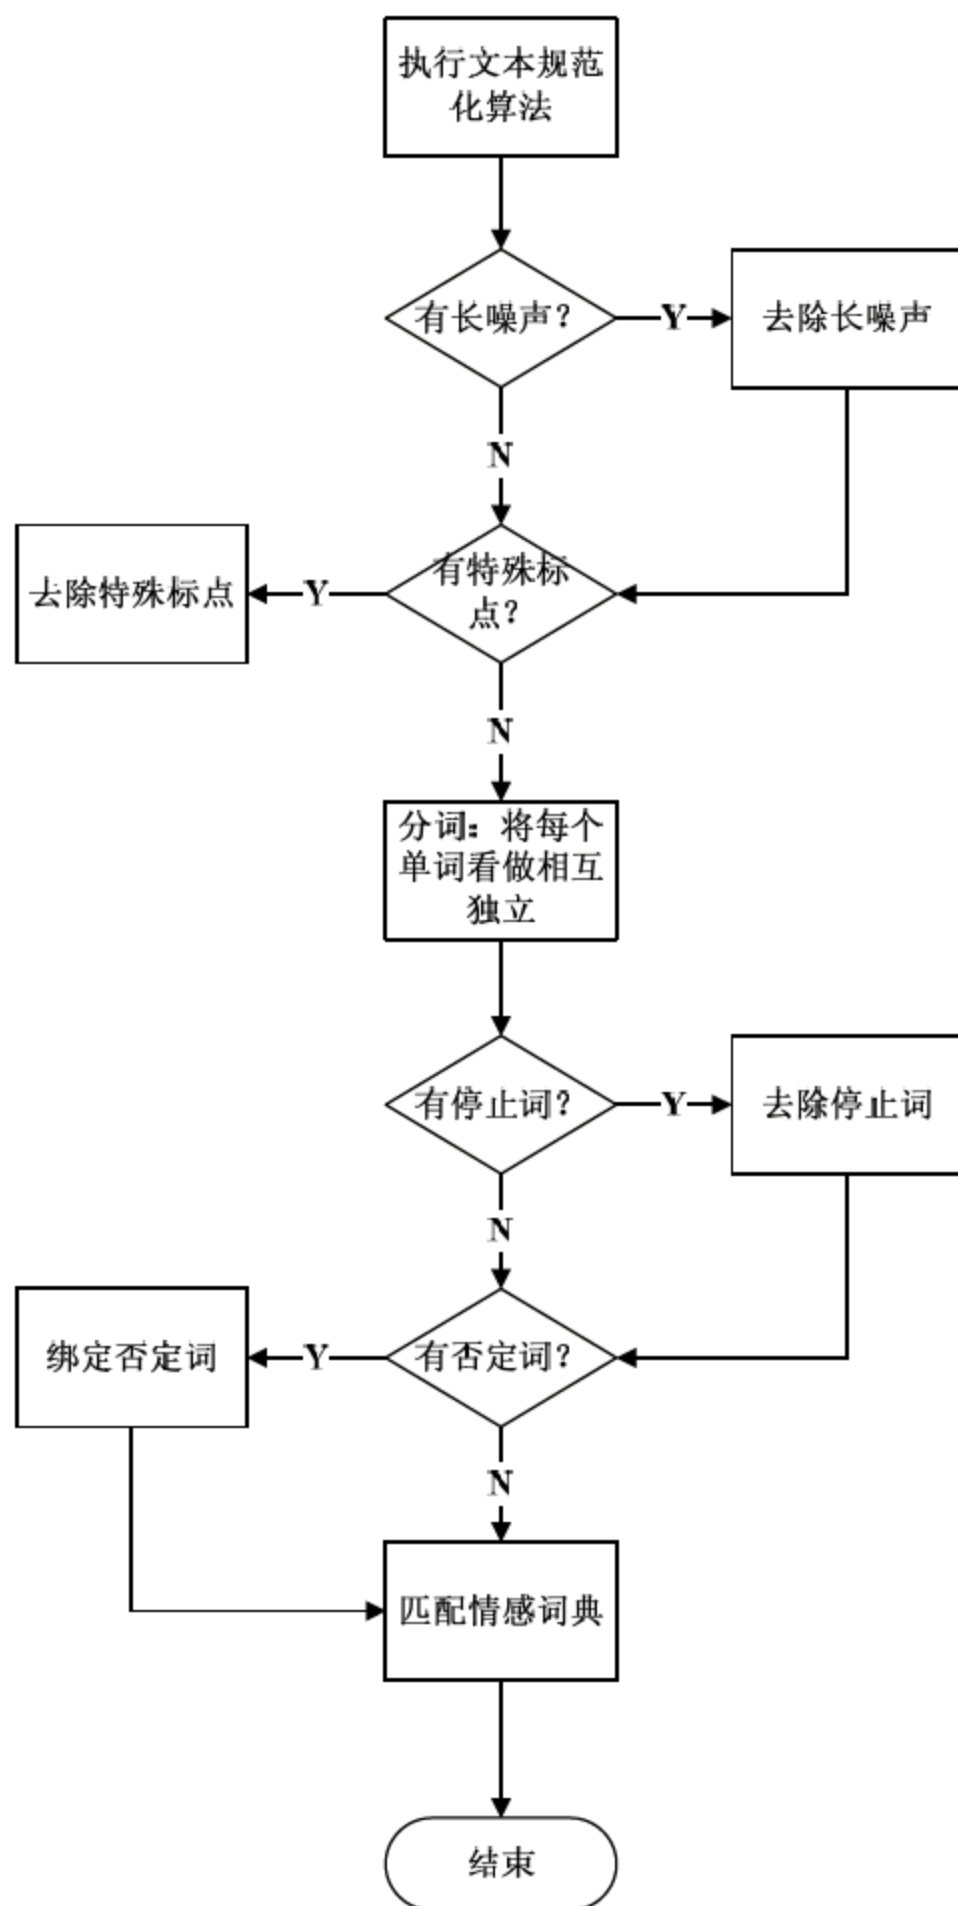 执行文本规范
化算法
有长噪声？
Y
去除长噪声
N
去除特殊标点
Y
有特殊标
点？
N
分词：将每个
单词看做相互
独立
有停止词？
Y
去除停止词
N
绑定否定词
Y
有否定词？
N
匹配情感词典
结束